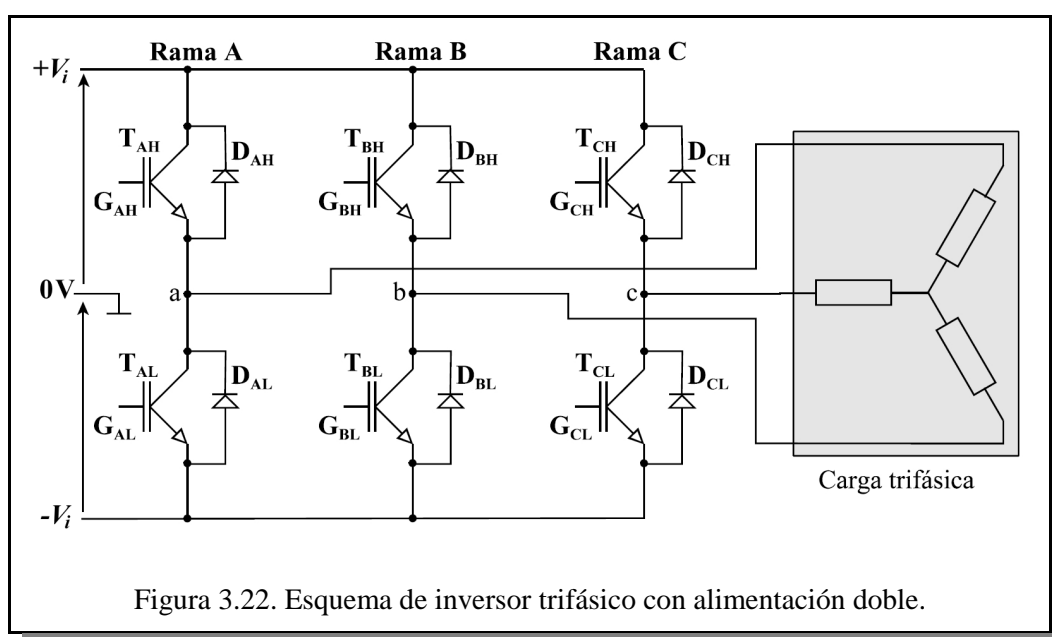 Rama A Rama B Rama C
+Vi
TAH DAH TBH DBH TCH DCH
GAH GBH GCH
0V a b c
TAL DAL TBL DBL TCL DCL
GAL GBL GCL
Carga trifásica
-Vi
Figura 3.22. Esquema de inversor trifásico con alimentación doble.